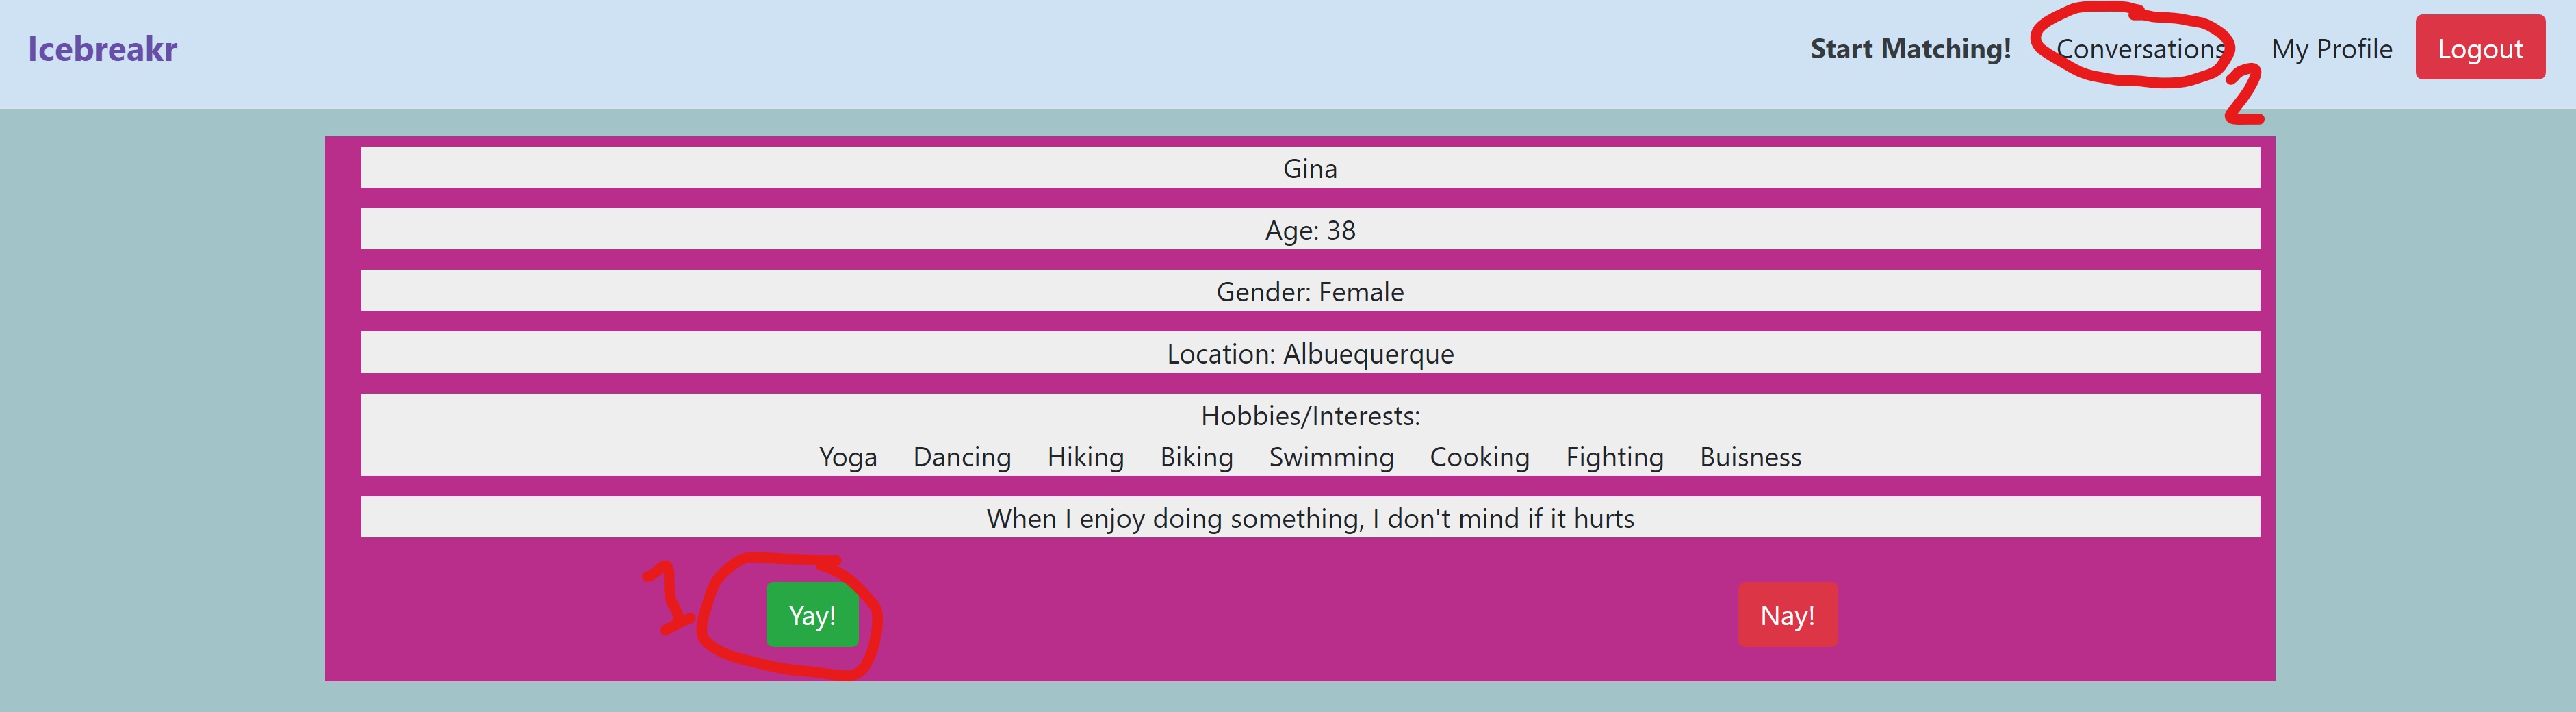 Icebreakr Start Matching! Conversations My Profile Logout
2
Gina
Age: 38
Gender: Female
Location: Albuequerque
Hobbies/Interests:
Yoga Dancing Hiking Biking Swimming Cooking Fighting Buisness
When I enjoy doing something, I don't mind if it hurts
1 Yay! Nay!